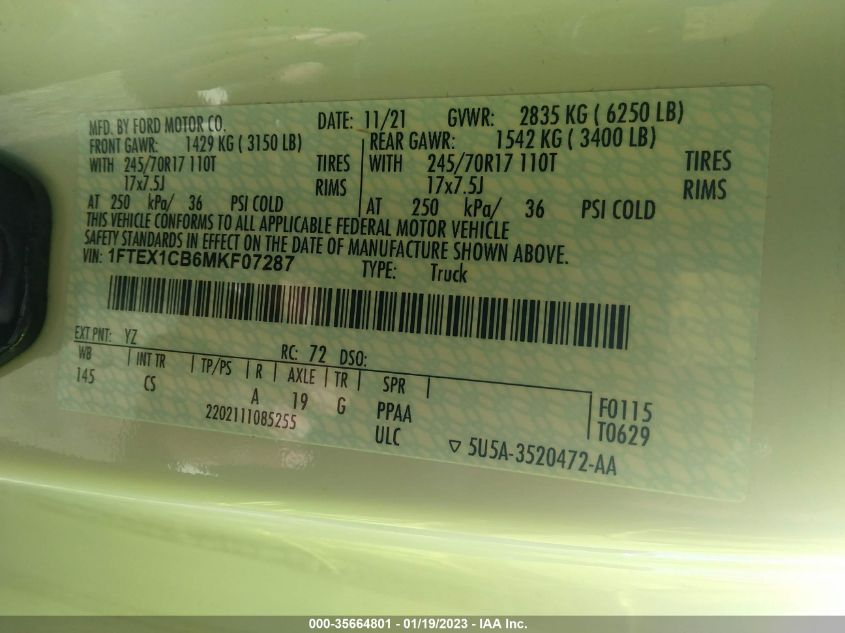 MFD. BY FORD MOTOR CO. DATE: 11/21 GVWR: 2835 KG ( 6250 LB)
FRONT GAWR: 1429 KG ( 3150 LB) REAR GAWR: 1542 KG ( 3400 LB)
WITH 245/70R17 110T TIRES WITH 245/70R17 110T TIRES
17x7.5J RIMS 17x7.5J RIMS
AT 250 kPa/ 36 PSI COLD AT 250 kPa/ 36 PSI COLD
THIS VEHICLE CONFORMS TO ALL APPLICABLE FEDERAL MOTOR VEHICLE
SAFETY STANDARDS IN EFFECT ON THE DATE OF MANUFACTURE SHOWN ABOVE.
VIN: 1FTEX1CB6MKF07287 TYPE: Truck
EXT PNT: YZ RC: 72 DSO:
WB INT TR TP/PS R AXLE TR SPR
145 CS A 19 G PPAA F0115
2202111085255 ULC T0629
▽ 5U5A-3520472-AA
000-35664801 - 01/19/2023 - IAA Inc.